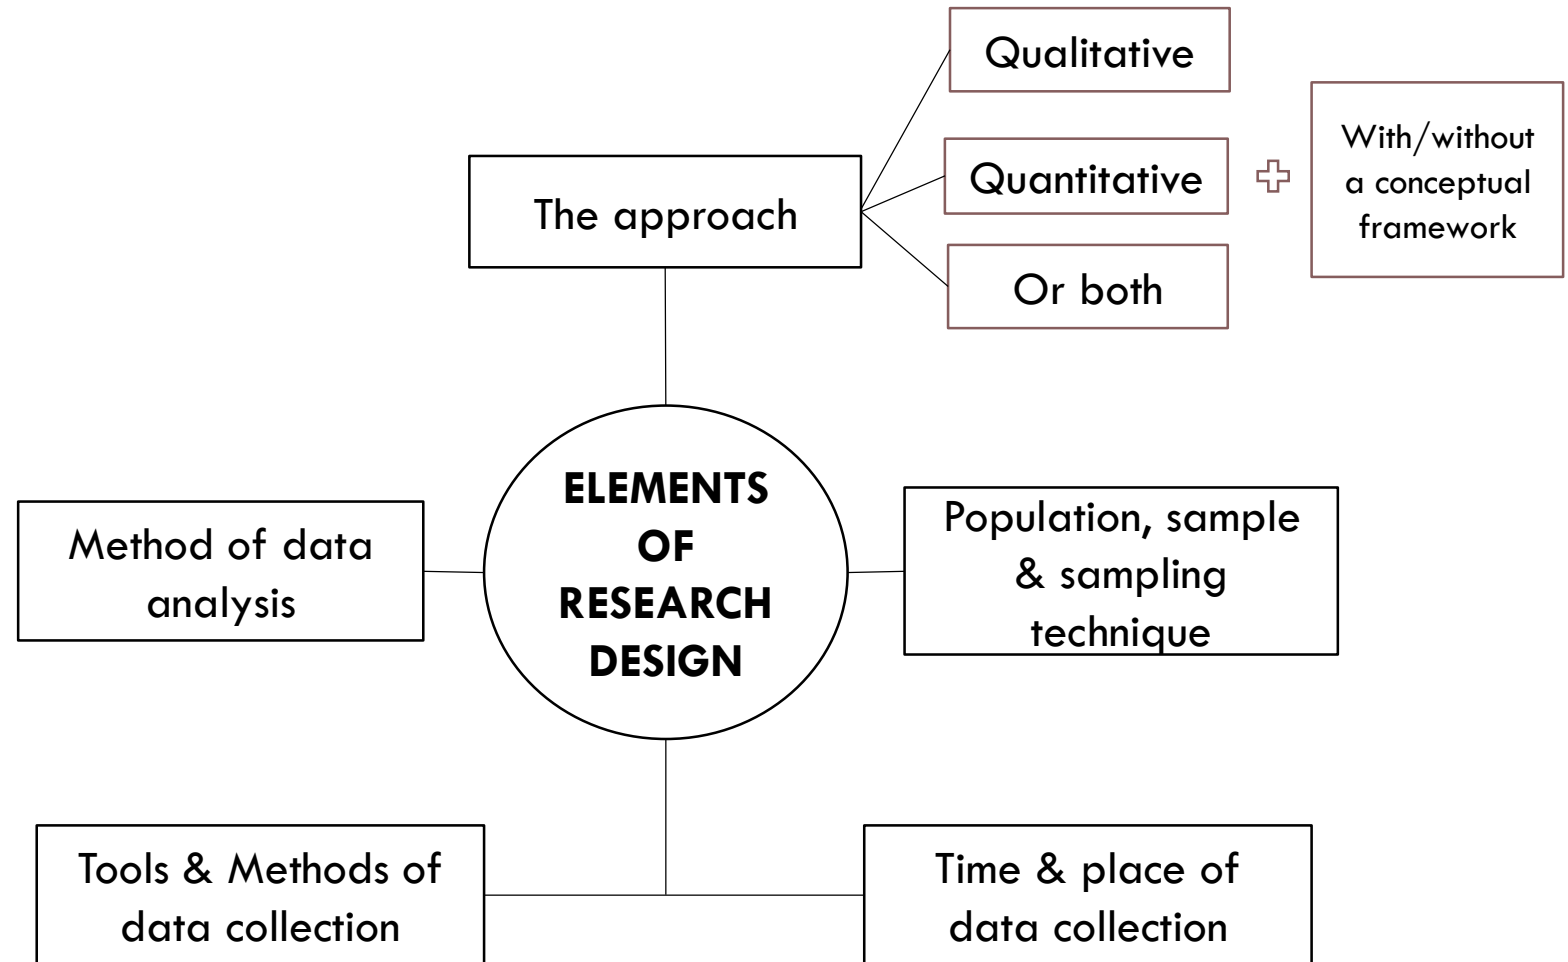 Qualitative
With/without
a conceptual
framework
Quantitative
The approach
Or both
ELEMENTS
OF
RESEARCH
DESIGN
Method of data
analysis
Population, sample
& sampling
technique
Tools & Methods of
data collection
Time & place of
data collection